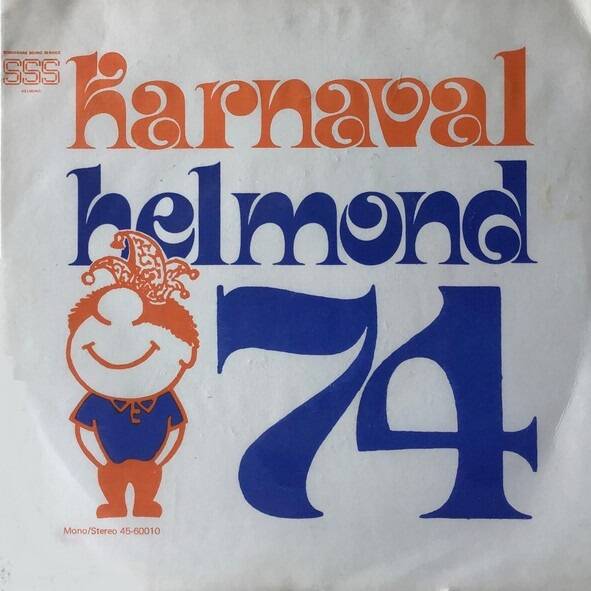 SSS
karnaval
helmond
74
Mono/Stereo 45-60010